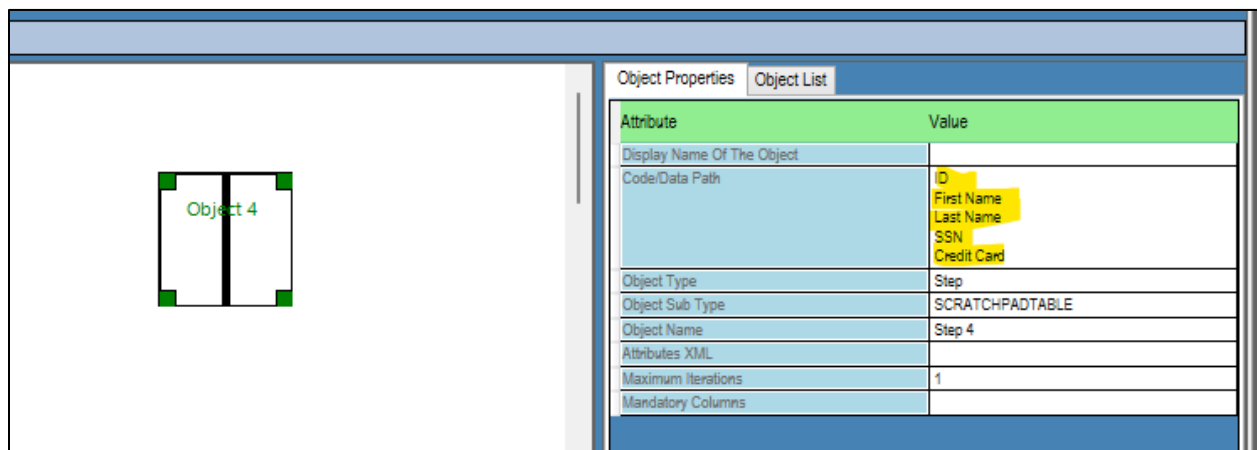 Object Properties Object List
Attribute Value
Display Name Of The Object
Code/Data Path ID
First Name
Last Name
SSN
Credit Card
Object 4
Object Type Step
Object Sub Type SCRATCHPADTABLE
Object Name Step 4
Attributes XML
Maximum Iterations 1
Mandatory Columns